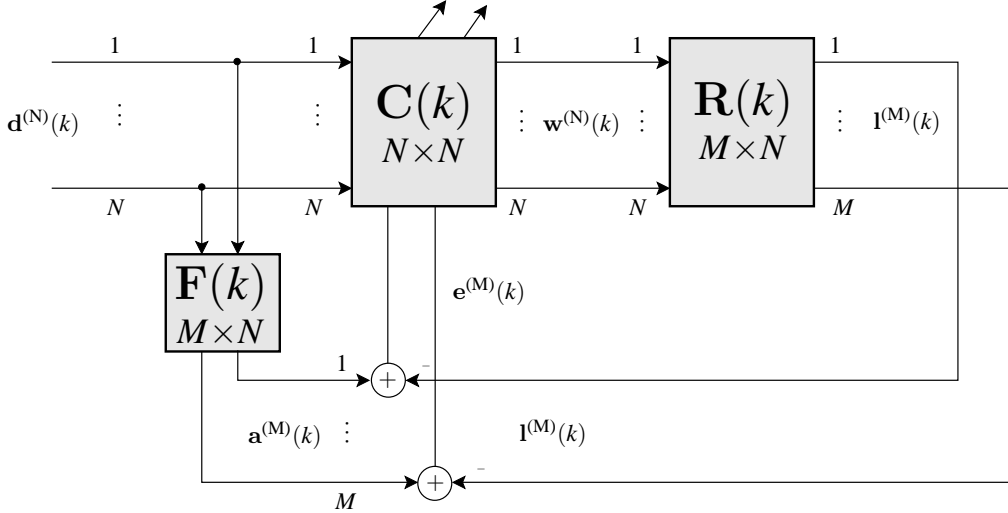 1 1 1 1 1
𝐂(k)
N×N
𝐑(k)
M×N
𝐝^(N)(k) ⋮ ⋮ ⋮ 𝐰^(N)(k) ⋮ ⋮ 𝐥^(M)(k)
N N N N M
𝐅(k)
M×N
𝐞^(M)(k)
1 + −
𝐚^(M)(k) ⋮ 𝐥^(M)(k)
M + −